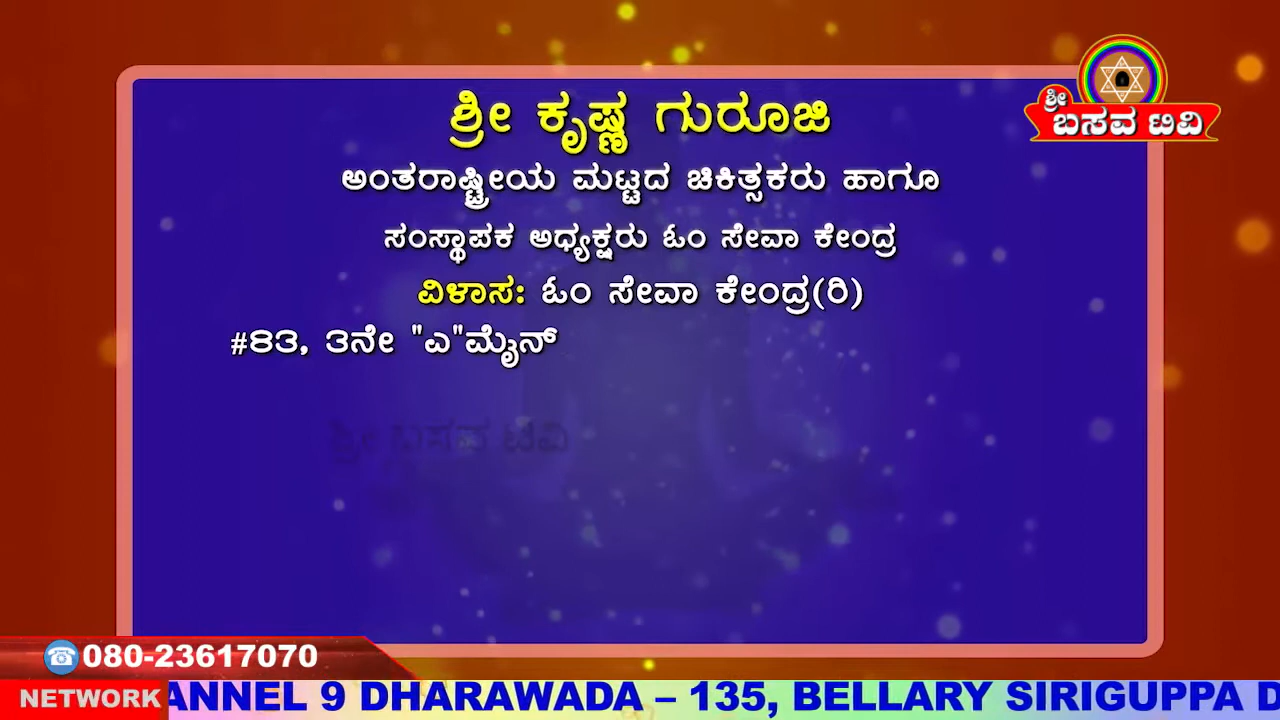 ಶ್ರೀ ಕೃಷ್ಣ ಗುರೂಜಿ
ಶ್ರೀ
ಬಸವ ಟಿವಿ
ಅಂತರಾಷ್ಟ್ರೀಯ ಮಟ್ಟದ ಚಿಕಿತ್ಸಕರು ಹಾಗೂ
ಸಂಸ್ಥಾಪಕ ಅಧ್ಯಕ್ಷರು ಓಂ ಸೇವಾ ಕೇಂದ್ರ
ವಿಳಾಸ: ಓಂ ಸೇವಾ ಕೇಂದ್ರ(ರಿ)
#83, 3ನೇ "ಎ"ಮೈನ್
ಶ್ರೀ ಬಸವ ಟಿವಿ
080-23617070
NETWORK ANNEL 9 DHARAWADA – 135, BELLARY SIRIGUPPA D